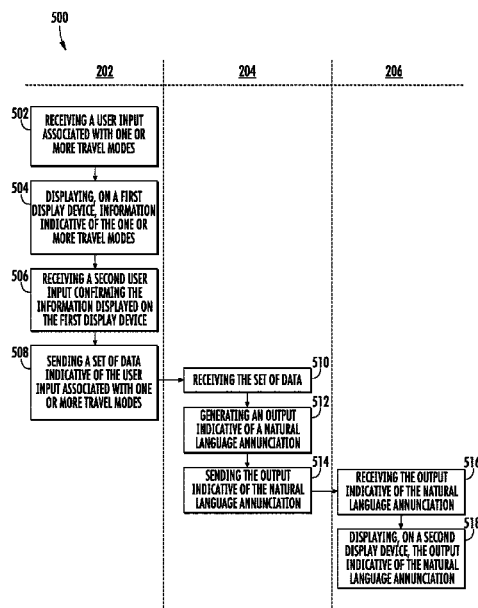 500
202
204
206
502
RECEIVING A USER INPUT
ASSOCIATED WITH ONE OR
MORE TRAVEL MODES
504
DISPLAYING, ON A FIRST
DISPLAY DEVICE, INFORMATION
INDICATIVE OF THE ONE OR
MORE TRAVEL MODES
506
RECEIVING A SECOND USER
INPUT CONFIRMING THE
INFORMATION DISPLAYED ON
THE FIRST DISPLAY DEVICE
508
SENDING A SET OF DATA
INDICATIVE OF THE USER
INPUT ASSOCIATED WITH ONE
OR MORE TRAVEL MODES
510
RECEIVING THE SET OF DATA
512
GENERATING AN OUTPUT
INDICATIVE OF A NATURAL
LANGUAGE ANNUNCIATION
514
SENDING THE OUTPUT
INDICATIVE OF THE NATURAL
LANGUAGE ANNUNCIATION
516
RECEIVING THE OUTPUT
INDICATIVE OF THE NATURAL
LANGUAGE ANNUNCIATION
518
DISPLAYING, ON A SECOND
DISPLAY DEVICE, THE OUTPUT
INDICATIVE OF THE NATURAL
LANGUAGE ANNUNCIATION